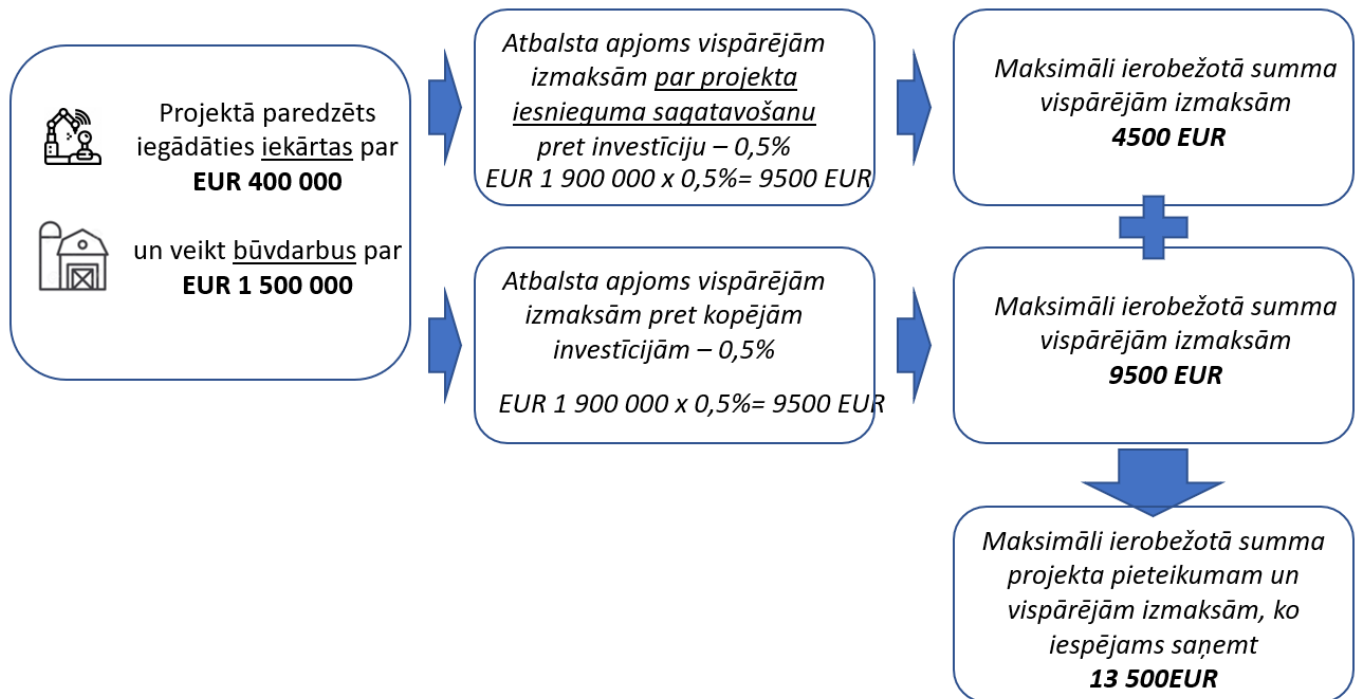 Projektā paredzēts
iegādāties iekārtas par
EUR 400 000
un veikt būvdarbus par
EUR 1 500 000
Atbalsta apjoms vispārējām
izmaksām par projekta
iesnieguma sagatavošanu
pret investīciju – 0,5%
EUR 1 900 000 x 0,5%= 9500 EUR
Maksimāli ierobežotā summa
vispārējām izmaksām
4500 EUR
Atbalsta apjoms vispārējām
izmaksām pret kopējām
investīcijām – 0,5%
EUR 1 900 000 x 0,5%= 9500 EUR
Maksimāli ierobežotā summa
vispārējām izmaksām
9500 EUR
Maksimāli ierobežotā summa
projekta pieteikumam un
vispārējām izmaksām, ko
iespējams saņemt
13 500EUR